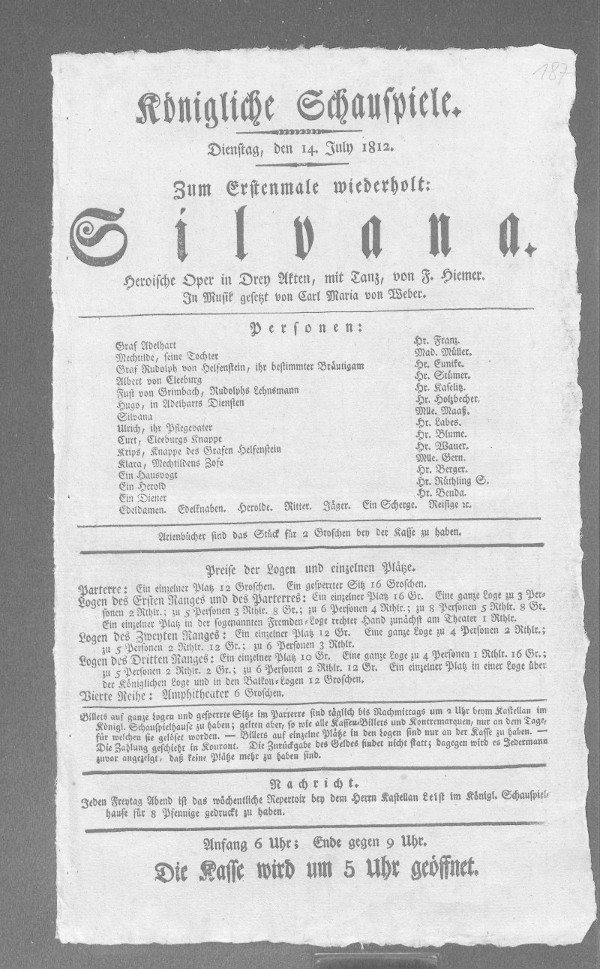 187
Königliche Schauspiele.
Dienstag, den 14. July 1812.
Zum Erstenmale wiederholt:
Silvana.
Heroische Oper in Drey Akten, mit Tanz, von F. Hiemer.
In Musik gesetzt von Carl Maria von Weber.
Personen:
Graf Adelhart Hr. Franz.
Mechtilde, seine Tochter Mad. Müller.
Graf Rudolph von Helfenstein, ihr bestimmter Bräutigam Hr. Eunike.
Albert von Cleeburg Hr. Stümer.
Fust von Grimbach, Rudolphs Lehnsmann Hr. Kaselitz.
Hugo, in Adelharts Diensten Hr. Holzbecher.
Silvana Mlle. Maaß.
Ulrich, ihr Pflegevater Hr. Labes.
Curt, Cleeburgs Knappe Hr. Blume.
Krips, Knappe des Grafen Helfenstein Hr. Wauer.
Klara, Mechtildens Zofe Mlle. Gern.
Ein Hausvogt Hr. Berger.
Ein Herold Hr. Rüthling S.
Ein Diener Hr. Benda.
Edeldamen. Edelknaben. Herolde. Ritter. Jäger. Ein Scherge. Reisige ꝛc.
Arienbücher sind das Stück für 2 Groschen bey der Kasse zu haben.
Preise der Logen und einzelnen Plätze.
Parterre: Ein einzelner Platz 12 Groschen. Ein gesperrter Sitz 16 Groschen.
Logen des Ersten Ranges und des Parterres: Ein einzelner Platz 16 Gr. Eine ganze Loge zu 3 Per-
sonen 2 Rthlr.; zu 5 Personen 3 Rthlr. 8 Gr.; zu 6 Personen 4 Rthlr.; zu 8 Personen 5 Rthlr. 8 Gr.
Ein einzelner Platz in der sogenannten Fremden-Loge rechter Hand zunächst am Theater 1 Rthlr.
Logen des Zweyten Ranges: Ein einzelner Platz 12 Gr. Eine ganze Loge zu 4 Personen 2 Rthlr.;
zu 5 Personen 2 Rthlr. 12 Gr.; zu 6 Personen 3 Rthlr.
Logen des Dritten Ranges: Ein einzelner Platz 10 Gr. Eine ganze Loge zu 4 Personen 1 Rthlr. 16 Gr.;
zu 5 Personen 2 Rthlr. 2 Gr.; zu 6 Personen 2 Rthlr. 12 Gr. Ein einzelner Platz in einer Loge über
der Königlichen Loge und in den Balkon-Logen 12 Groschen.
Vierte Reihe: Amphitheater 6 Groschen.
Billets auf ganze Logen und gesperrte Sitze im Parterre sind täglich bis Nachmittags um 2 Uhr beym Kastellan im
Königl. Schauspielhause zu haben; gelten aber, so wie alle Kassen-Billets und Kontremarquen, nur an dem Tage,
für welchen sie gelöset worden. — Billets auf einzelne Plätze in den Logen sind nur an der Kasse zu haben. —
Die Zahlung geschieht in Kourant. Die Zurückgabe des Geldes findet nicht statt; dagegen wird es Jedermann
zuvor angezeigt, daß keine Plätze mehr zu haben sind.
Nachricht.
Jeden Freytag Abend ist das wöchentliche Repertoir bey dem Herrn Kastellan Leist im Königl. Schauspiel-
hause für 8 Pfennige gedruckt zu haben.
Anfang 6 Uhr; Ende gegen 9 Uhr.
Die Kasse wird um 5 Uhr geöffnet.